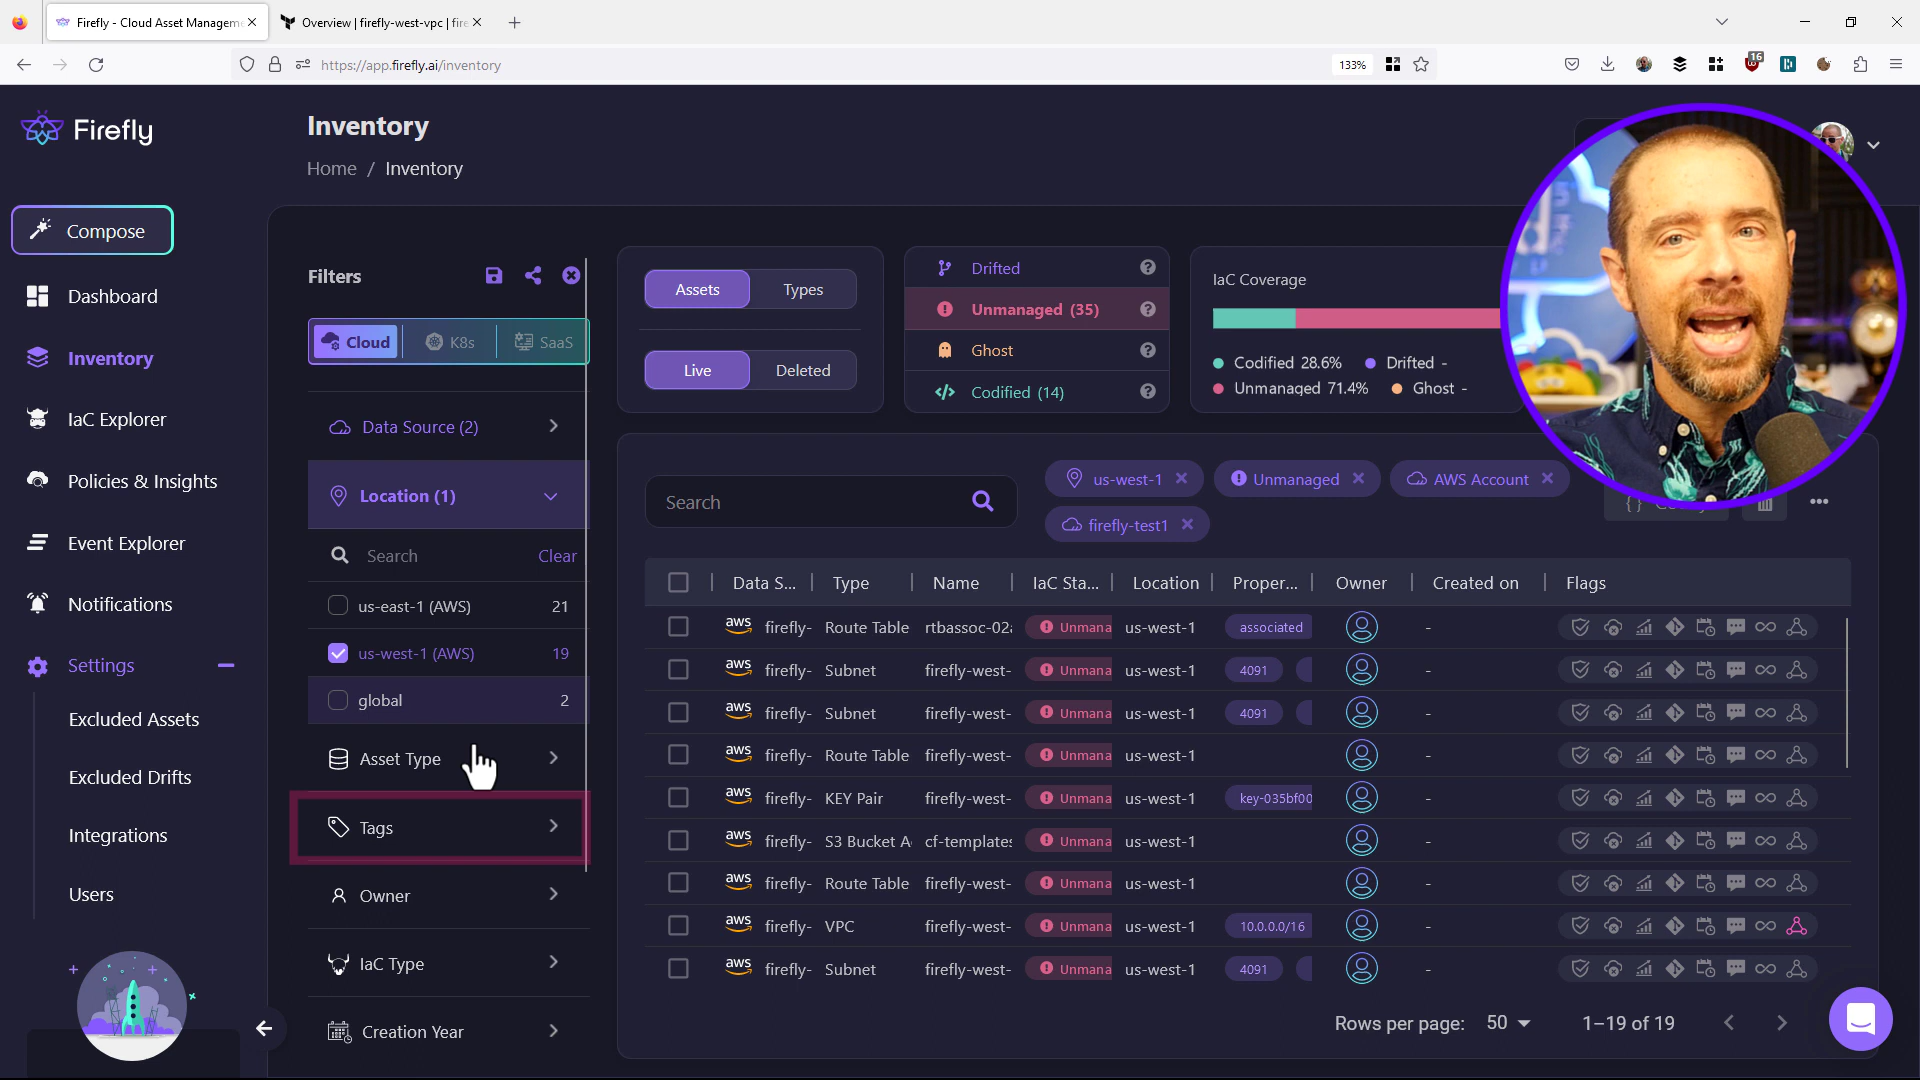 Firefly - Cloud Asset Managem
Overview | firefly-west-vpc | fire
https://app.firefly.ai/inventory
133%
16
Firefly
Inventory
Home / Inventory
Compose
Dashboard
Inventory
IaC Explorer
Policies & Insights
Event Explorer
Notifications
Settings
Excluded Assets
Excluded Drifts
Integrations
Users
Filters
Cloud K8s SaaS
Data Source (2)
Location (1)
Search Clear
us-east-1 (AWS) 21
us-west-1 (AWS) 19
global 2
Asset Type
Tags
Owner
IaC Type
Creation Year
Assets Types
Live Deleted
Drifted
Unmanaged (35)
Ghost
Codified (14)
IaC Coverage
Codified 28.6% Drifted -
Unmanaged 71.4% Ghost -
Search
us-west-1 Unmanaged AWS Account
firefly-test1
Data S... Type Name IaC Sta... Location Proper... Owner Created on Flags
aws firefly- Route Table rtbassoc-02a Unmana us-west-1 associated -
aws firefly- Subnet firefly-west- Unmana us-west-1 4091 -
aws firefly- Subnet firefly-west- Unmana us-west-1 4091 -
aws firefly- Route Table firefly-west- Unmana us-west-1 -
aws firefly- KEY Pair firefly-west- Unmana us-west-1 key-035bf00 -
aws firefly- S3 Bucket A cf-templates Unmana us-west-1 -
aws firefly- Route Table firefly-west- Unmana us-west-1 -
aws firefly- VPC firefly-west- Unmana us-west-1 10.0.0.0/16 -
aws firefly- Subnet firefly-west- Unmana us-west-1 4091 -
Rows per page: 50 1–19 of 19